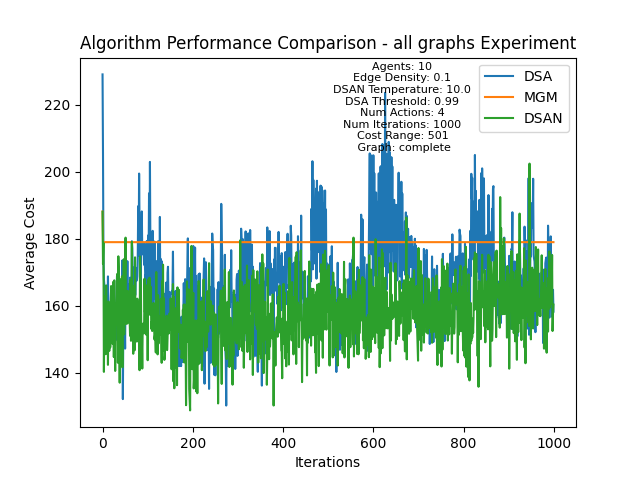 Algorithm Performance Comparison - all graphs Experiment
Agents: 10
Edge Density: 0.1
DSAN Temperature: 10.0
DSA Threshold: 0.99
Num Actions: 4
Num Iterations: 1000
Cost Range: 501
Graph: complete
DSA
MGM
DSAN
Average Cost
220
200
180
160
140
0
200
400
600
800
1000
Iterations